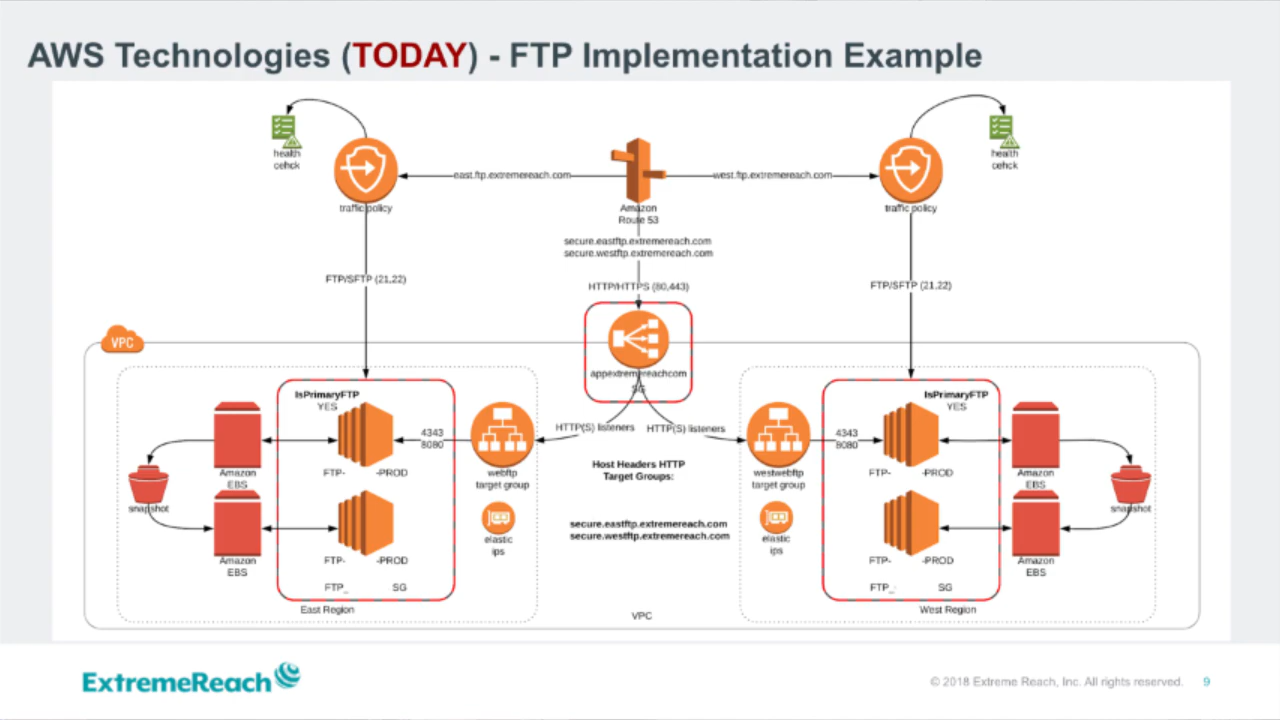 AWS Technologies (TODAY) - FTP Implementation Example
health
cehck
health
cehck
east.ftp.extremereach.com
west.ftp.extremereach.com
traffic policy
Amazon
Route 53
traffic policy
secure.eastftp.extremereach.com
secure.westftp.extremereach.com
FTP/SFTP (21,22)
HTTP/HTTPS (80,443)
FTP/SFTP (21,22)
VPC
appextremereachcom
SG
IsPrimaryFTP
YES
IsPrimaryFTP
YES
4343
8080
HTTP(S) listeners
HTTP(S) listeners
4343
8080
Amazon
EBS
FTP- -PROD
webftp
target group
Host Headers HTTP
Target Groups:
westwebftp
target group
FTP- -PROD
Amazon
EBS
snapshot
snapshot
secure.eastftp.extremereach.com
secure.westftp.extremereach.com
elastic
ips
elastic
ips
Amazon
EBS
FTP- -PROD
FTP- -PROD
Amazon
EBS
FTP_ SG
FTP_ SG
East Region
VPC
West Region
ExtremeReach
© 2018 Extreme Reach, Inc. All rights reserved. 9